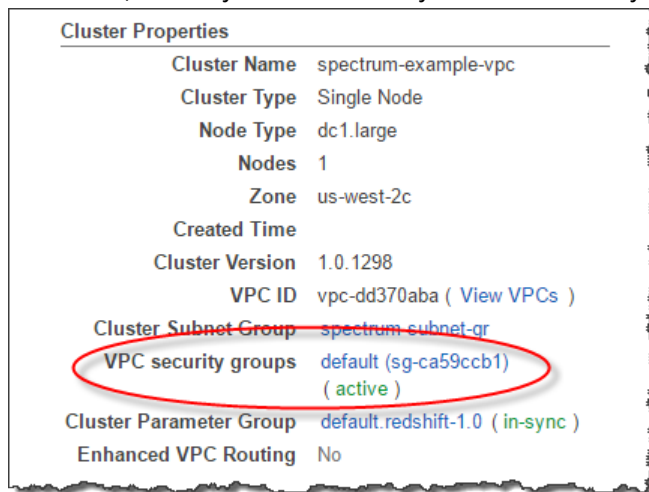 Cluster Properties
Cluster Name spectrum-example-vpc
Cluster Type Single Node
Node Type dc1.large
Nodes 1
Zone us-west-2c
Created Time
Cluster Version 1.0.1298
VPC ID vpc-dd370aba ( View VPCs )
Cluster Subnet Group spectrum-subnet-gr
VPC security groups default (sg-ca59ccb1)
( active )
Cluster Parameter Group default.redshift-1.0 ( in-sync )
Enhanced VPC Routing No